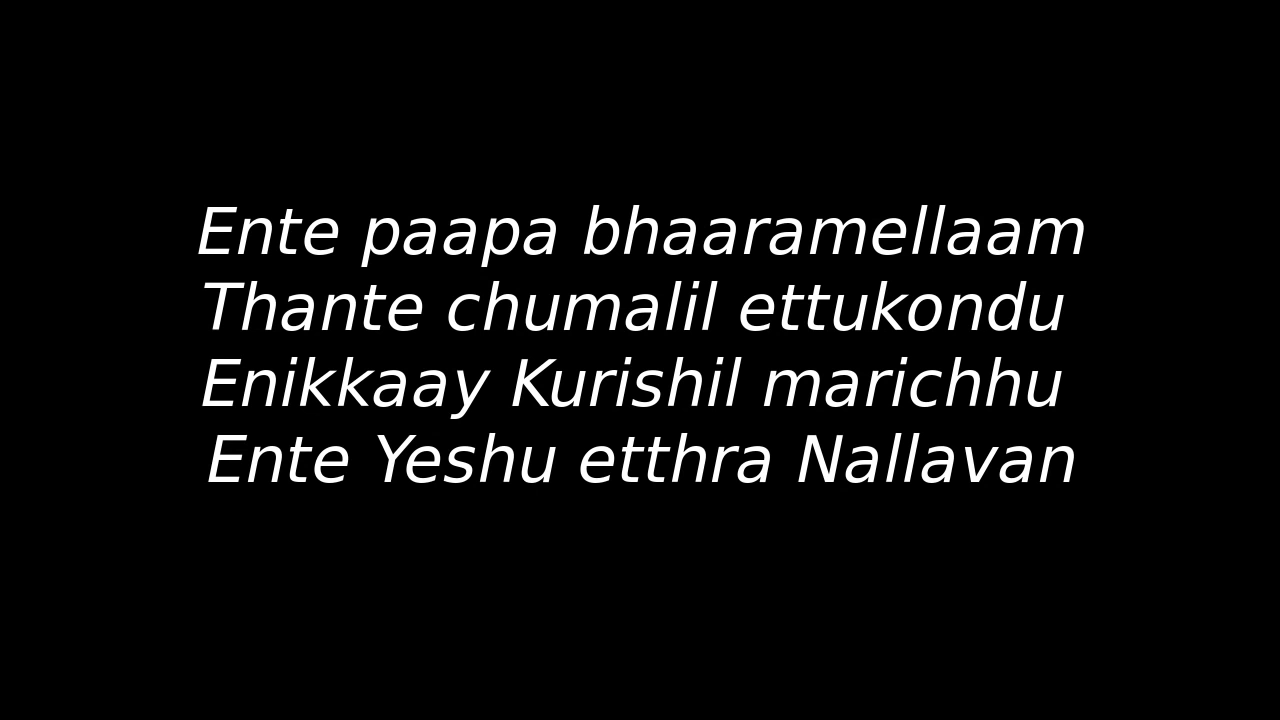 Ente paapa bhaaramellaam
Thante chumalil ettukondu
Enikkaay Kurishil marichhu
Ente Yeshu etthra Nallavan